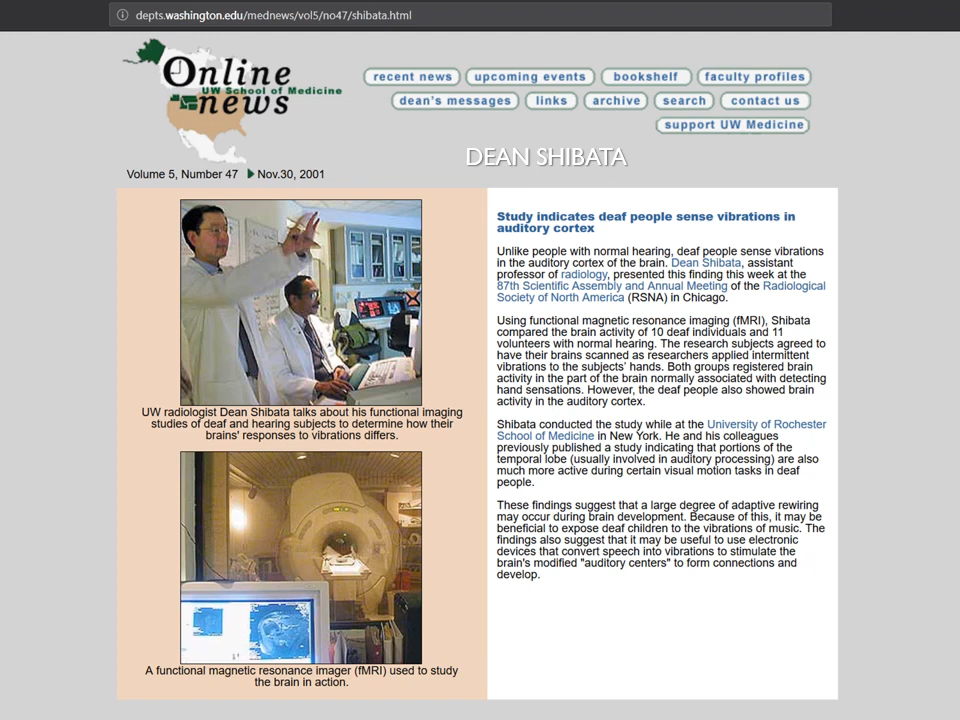 depts.washington.edu/mednews/vol5/no47/shibata.html
Online
UW School of Medicine
news
recent news
upcoming events
bookshelf
faculty profiles
dean's messages
links
archive
search
contact us
support UW Medicine
DEAN SHIBATA
Volume 5, Number 47 Nov.30, 2001
UW radiologist Dean Shibata talks about his functional imaging
studies of deaf and hearing subjects to determine how their
brains' responses to vibrations differs.
A functional magnetic resonance imager (fMRI) used to study
the brain in action.
Study indicates deaf people sense vibrations in
auditory cortex
Unlike people with normal hearing, deaf people sense vibrations
in the auditory cortex of the brain. Dean Shibata, assistant
professor of radiology, presented this finding this week at the
87th Scientific Assembly and Annual Meeting of the Radiological
Society of North America (RSNA) in Chicago.
Using functional magnetic resonance imaging (fMRI), Shibata
compared the brain activity of 10 deaf individuals and 11
volunteers with normal hearing. The research subjects agreed to
have their brains scanned as researchers applied intermittent
vibrations to the subjects' hands. Both groups registered brain
activity in the part of the brain normally associated with detecting
hand sensations. However, the deaf people also showed brain
activity in the auditory cortex.
Shibata conducted the study while at the University of Rochester
School of Medicine in New York. He and his colleagues
previously published a study indicating that portions of the
temporal lobe (usually involved in auditory processing) are also
much more active during certain visual motion tasks in deaf
people.
These findings suggest that a large degree of adaptive rewiring
may occur during brain development. Because of this, it may be
beneficial to expose deaf children to the vibrations of music. The
findings also suggest that it may be useful to use electronic
devices that convert speech into vibrations to stimulate the
brain's modified "auditory centers" to form connections and
develop.